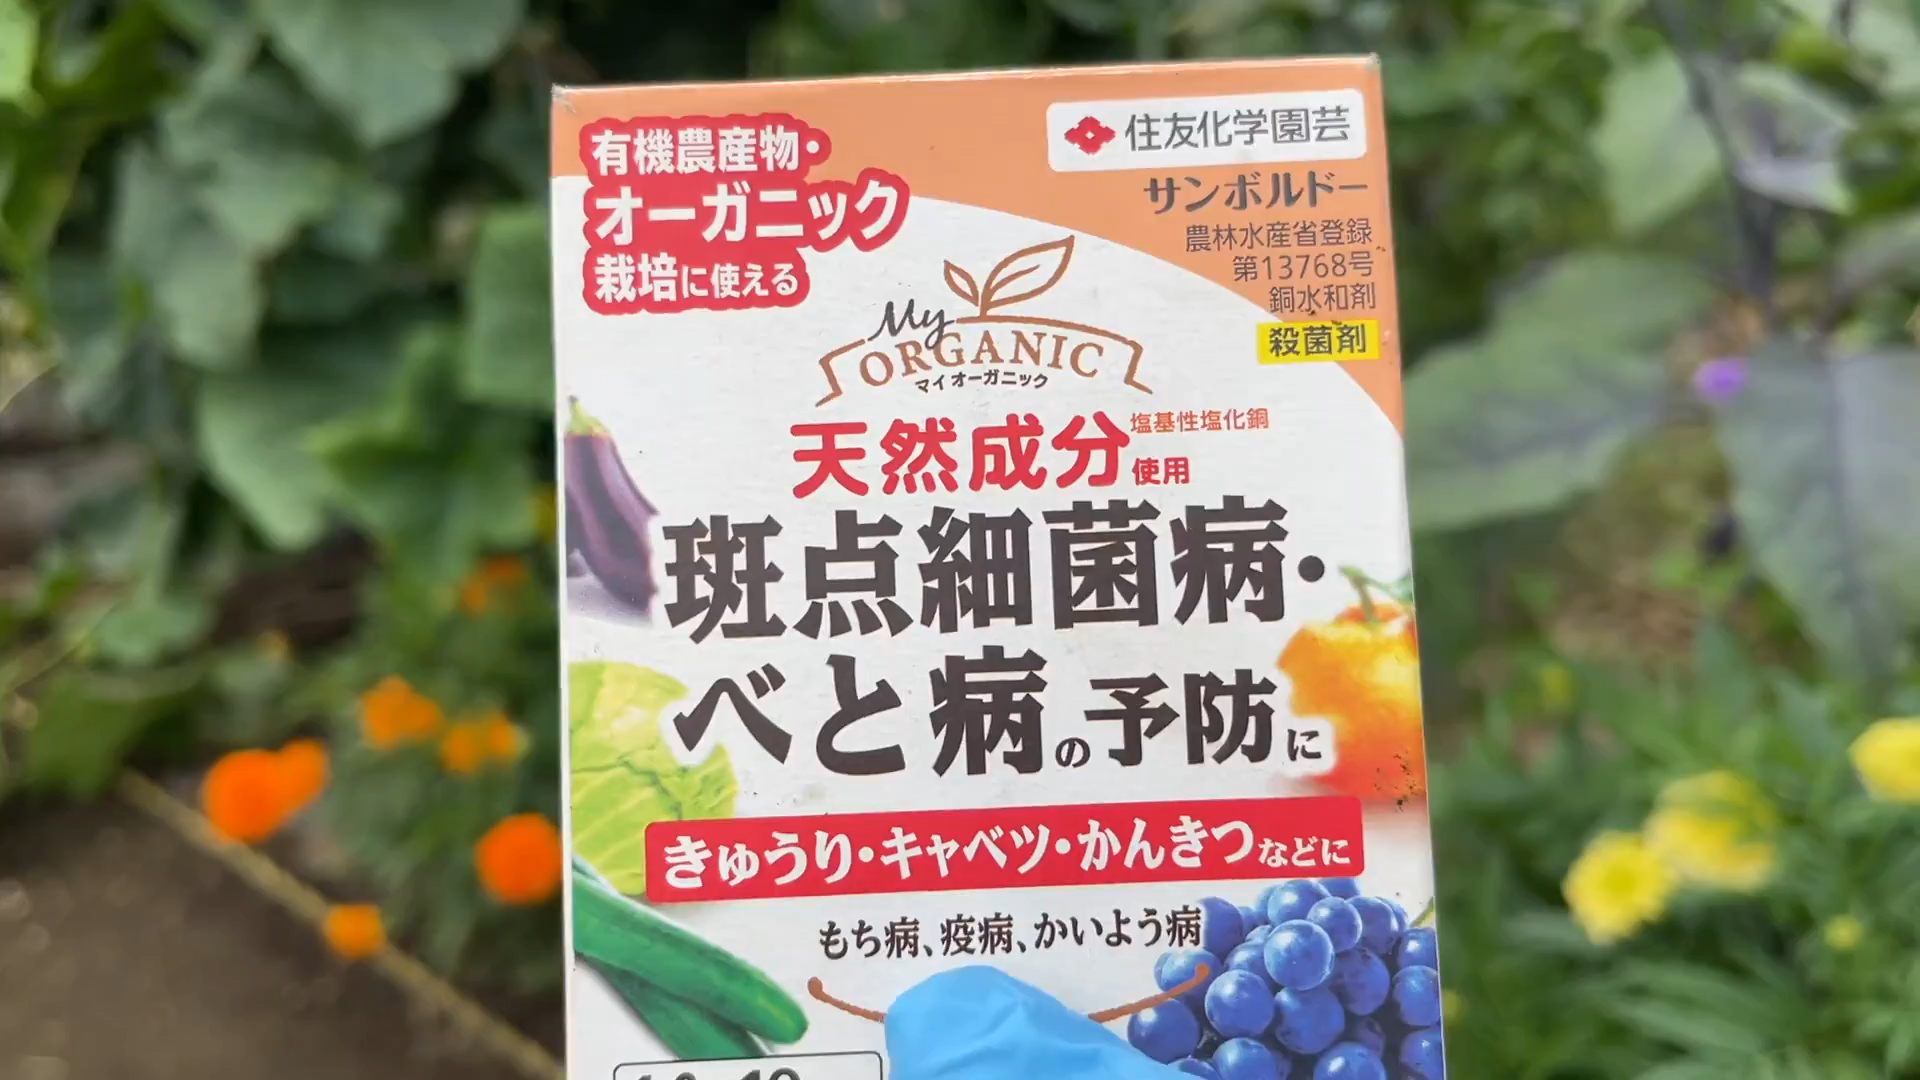 有機農産物・
オーガニック
栽培に使える
住友化学園芸
サンボルドー
農林水産省登録
第13768号
銅水和剤
殺菌剤
My
ORGANIC
マイオーガニック
天然成分使用
塩基性塩化銅
斑点細菌病・
べと病の予防に
きゅうり・キャベツ・かんきつなどに
もち病、疫病、かいよう病